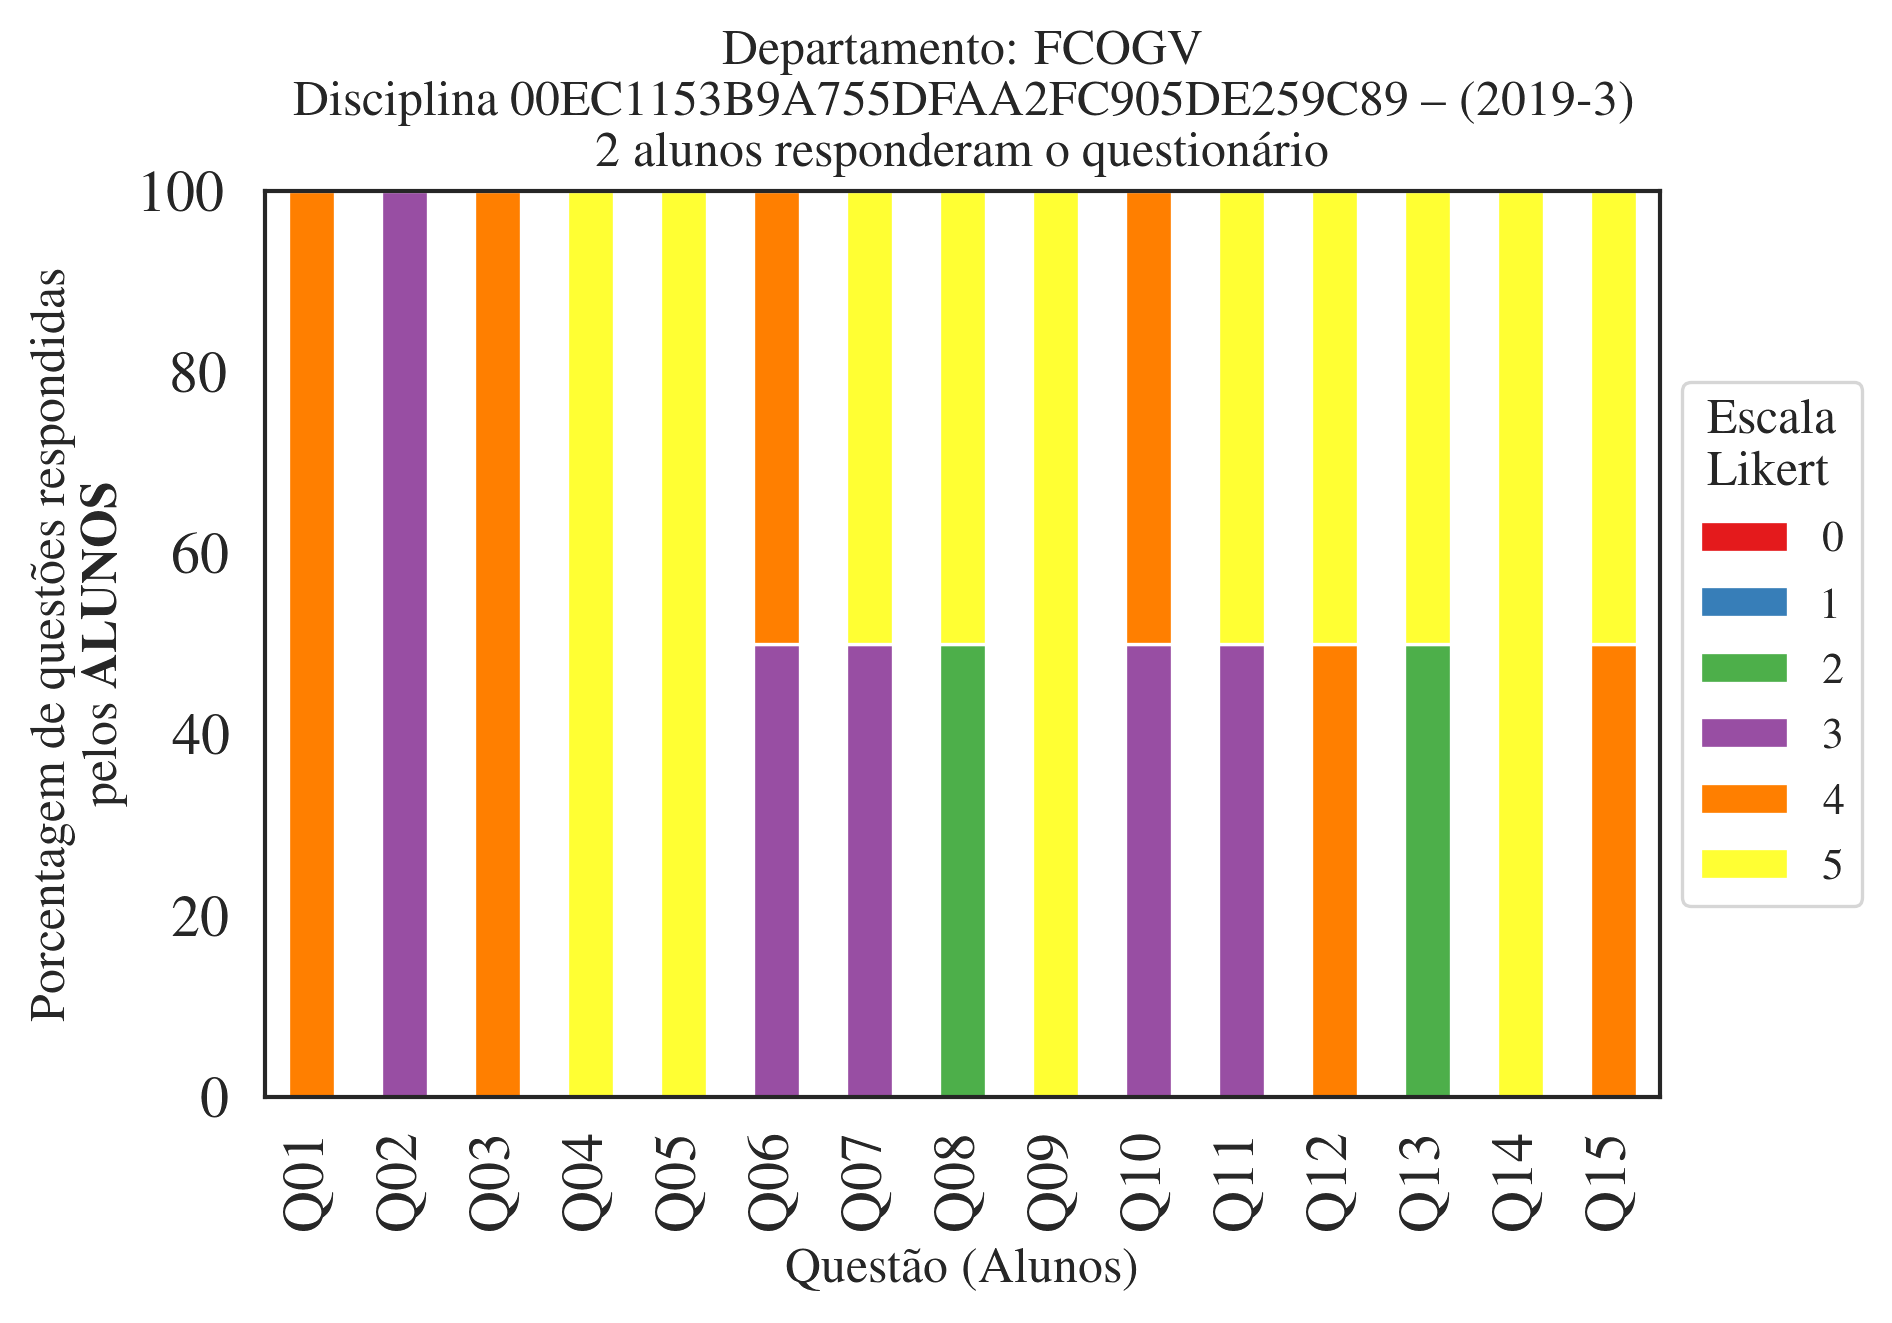 Departamento: FCOGV
Disciplina 00EC1153B9A755DFAA2FC905DE259C89 – (2019-3)
2 alunos responderam o questionário
Porcentagem de questões respondidas
pelos ALUNOS
100
80
60
40
20
0
Q01
Q02
Q03
Q04
Q05
Q06
Q07
Q08
Q09
Q10
Q11
Q12
Q13
Q14
Q15
Questão (Alunos)
Escala
Likert
0
1
2
3
4
5